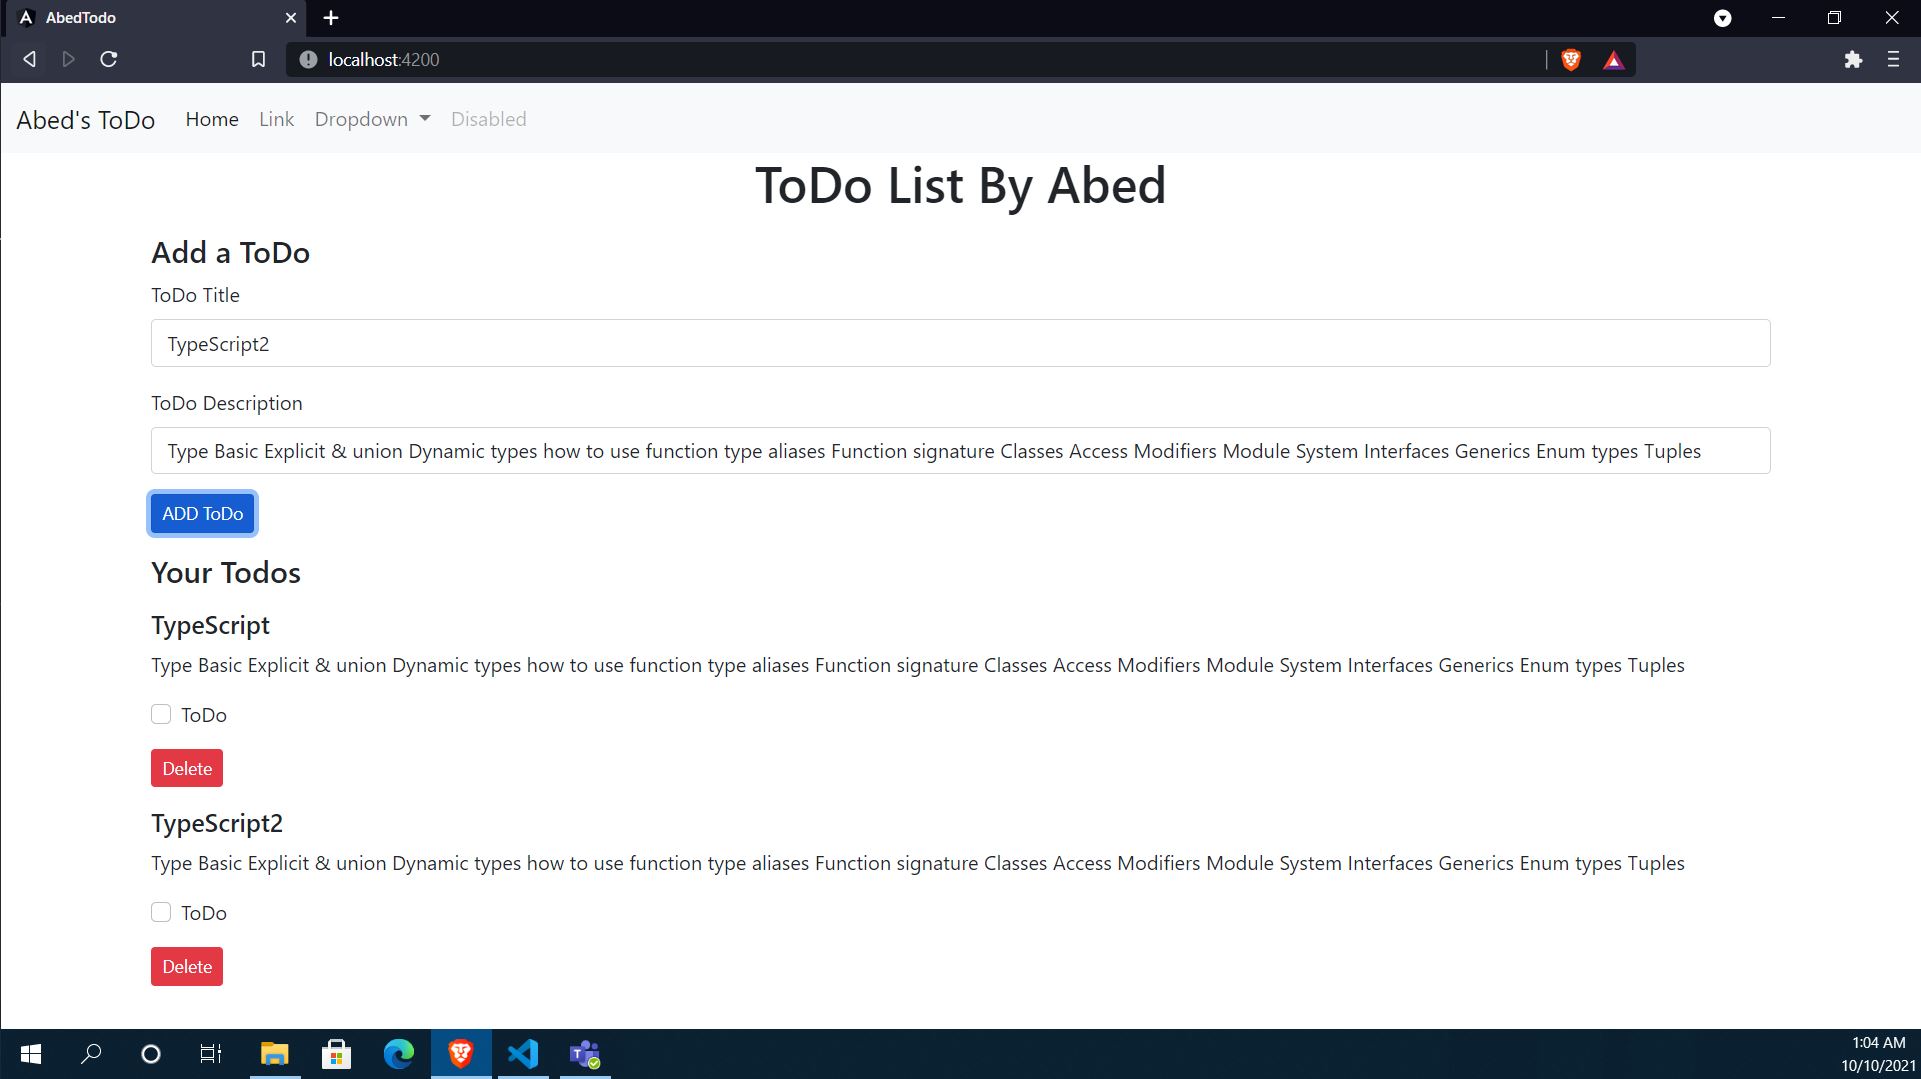 AbedTodo
localhost:4200
Abed's ToDo Home Link Dropdown Disabled
ToDo List By Abed
Add a ToDo
ToDo Title
TypeScript2
ToDo Description
Type Basic Explicit & union Dynamic types how to use function type aliases Function signature Classes Access Modifiers Module System Interfaces Generics Enum types Tuples
ADD ToDo
Your Todos
TypeScript
Type Basic Explicit & union Dynamic types how to use function type aliases Function signature Classes Access Modifiers Module System Interfaces Generics Enum types Tuples
ToDo
Delete
TypeScript2
Type Basic Explicit & union Dynamic types how to use function type aliases Function signature Classes Access Modifiers Module System Interfaces Generics Enum types Tuples
ToDo
Delete
1:04 AM
10/10/2021